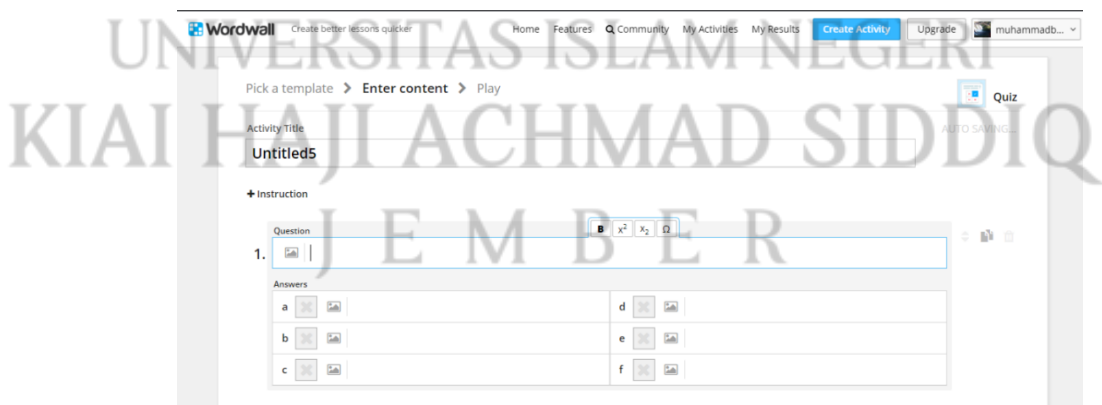 Wordwall Create better lessons quicker Home Features Community My Activities My Results Create Activity Upgrade muhammadb...
UNIVERSITAS ISLAM NEGERI
Pick a template > Enter content > Play Quiz
KIAI HAJI ACHMAD SIDDIQ
Activity Title AUTO SAVING...
Untitled5
+ Instruction
JEMBER
Question B x² x₂ Ω
1.
Answers
a d
b e
c f